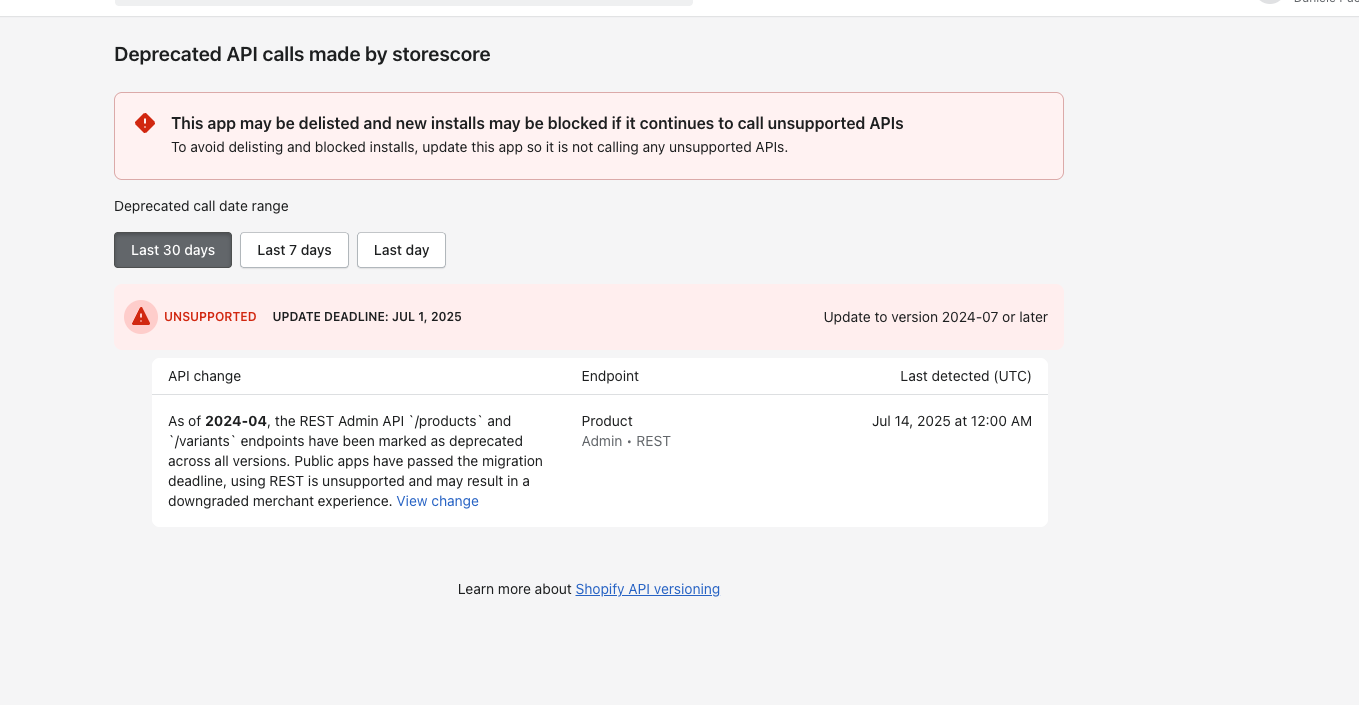 Deprecated API calls made by storescore
This app may be delisted and new installs may be blocked if it continues to call unsupported APIs
To avoid delisting and blocked installs, update this app so it is not calling any unsupported APIs.
Deprecated call date range
Last 30 days Last 7 days Last day
UNSUPPORTED UPDATE DEADLINE: JUL 1, 2025 Update to version 2024-07 or later
API change Endpoint Last detected (UTC)
As of 2024-04, the REST Admin API `/products` and Product Jul 14, 2025 at 12:00 AM
`/variants` endpoints have been marked as deprecated Admin • REST
across all versions. Public apps have passed the migration
deadline, using REST is unsupported and may result in a
downgraded merchant experience. View change
Learn more about Shopify API versioning